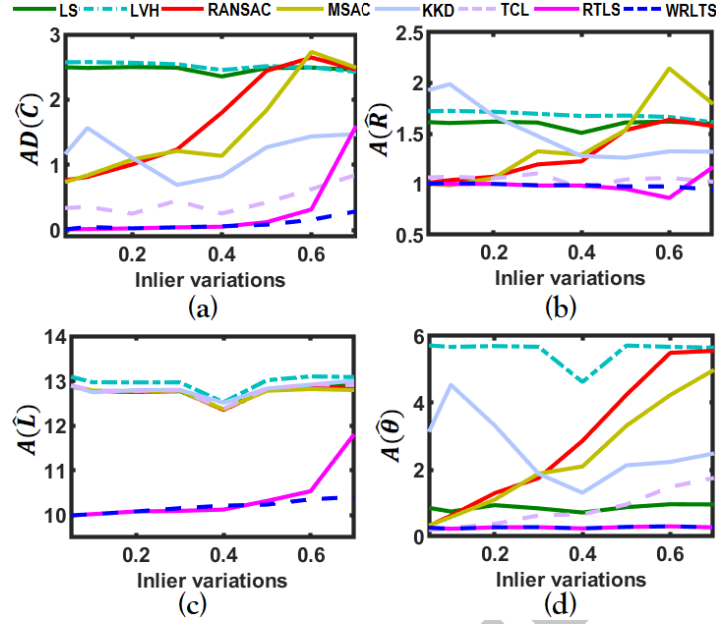 LS LVH RANSAC MSAC KKD TCL RTLS WRLTS
AD(Ĉ)
3
2
1
0
0.2 0.4 0.6
Inlier variations
(a)
A(R̂)
2.5
2
1.5
1
0.5
0.2 0.4 0.6
Inlier variations
(b)
A(L̂)
14
13
12
11
10
0.2 0.4 0.6
Inlier variations
(c)
A(θ̂)
6
4
2
0
0.2 0.4 0.6
Inlier variations
(d)